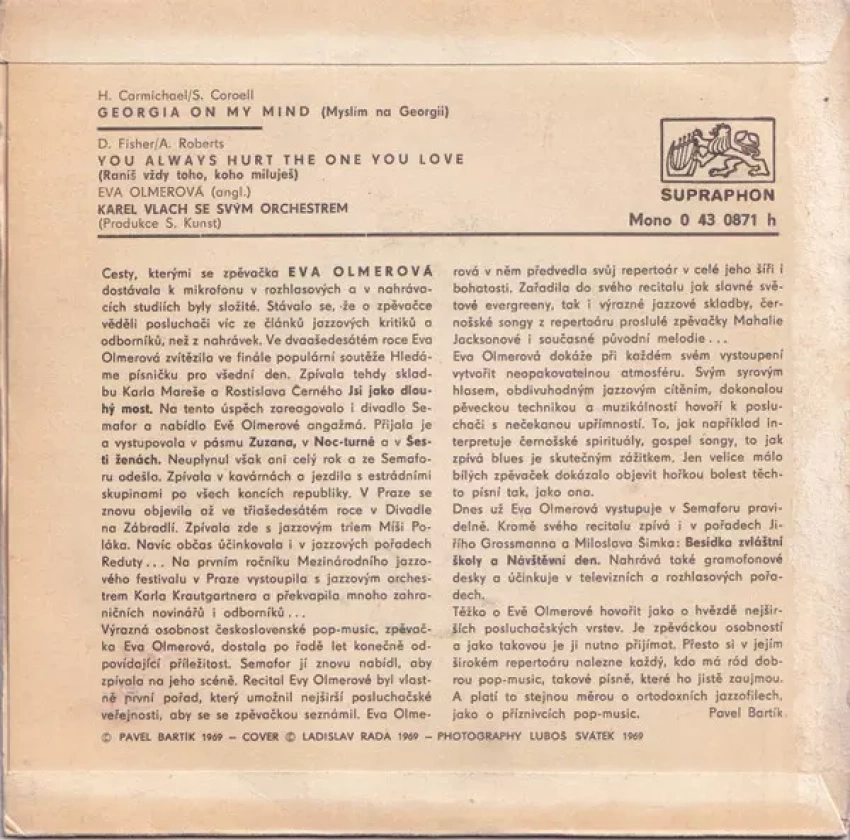 H. Carmichael/S. Coroell
GEORGIA ON MY MIND (Myslím na Georgii)
D. Fisher/A. Roberts
YOU ALWAYS HURT THE ONE YOU LOVE
(Raníš vždy toho, koho miluješ)
EVA OLMEROVÁ (angl.)
KAREL VLACH SE SVÝM ORCHESTREM
(Produkce S. Kunst)
SUPRAPHON
Mono 0 43 0871 h
Cesty, kterými se zpěvačka EVA OLMEROVÁ
dostávala k mikrofonu v rozhlasových a v nahráva-
cích studiích byly složité. Stávalo se, že o zpěvačce
věděli posluchači víc ze článků jazzových kritiků a
odborníků, než z nahrávek. Ve dvaašedesátém roce Eva
Olmerová zvítězila ve finále populární soutěže Hledá-
me písničku pro všední den. Zpívala tehdy sklad-
bu Karla Mareše a Rostislava Černého Jsi jako dlou-
hý most. Na tento úspěch zareagovalo i divadlo Se-
mafor a nabídlo Evě Olmerové angažmá. Přijala je
a vystupovala v pásmu Zuzana, v Noc-turné a v Šes-
ti ženách. Neuplynul však ani celý rok a ze Semafo-
ru odešla. Zpívala v kavárnách a jezdila s estrádními
skupinami po všech koncích republiky. V Praze se
znovu objevila až ve třiašedesátém roce v Divadle
na Zábradlí. Zpívala zde s jazzovým triem Míši Po-
láka. Navíc občas účinkovala i v jazzových pořadech
Reduty... Na prvním ročníku Mezinárodního jazzo-
vého festivalu v Praze vystoupila s jazzovým orches-
trem Karla Krautgartnera a překvapila mnoho zahra-
ničních novinářů i odborníků...
Výrazná osobnost československé pop-music, zpěvač-
ka Eva Olmerová, dostala po řadě let konečně od-
povídající příležitost. Semafor jí znovu nabídl, aby
zpívala na jeho scéně. Recital Evy Olmerové byl vlast-
ně první pořad, který umožnil nejširší posluchačské
veřejnosti, aby se se zpěvačkou seznámil. Eva Olme-
rová v něm předvedla svůj repertoár v celé jeho šíři i
bohatosti. Zařadila do svého recitalu jak slavné svě-
tové evergreeny, tak i výrazné jazzové skladby, čer-
nošské songy z repertoáru proslulé zpěvačky Mahalie
Jacksonové i současné původní melodie...
Eva Olmerová dokáže při každém svém vystoupení
vytvořit neopakovatelnou atmosféru. Svým syrovým
hlasem, obdivuhodným jazzovým cítěním, dokonalou
pěveckou technikou a muzikálností hovoří k poslu-
chači s nečekanou upřímností. To, jak například in-
terpretuje černošské spirituály, gospel songy, to jak
zpívá blues je skutečným zážitkem. Jen velice málo
bílých zpěvaček dokázalo objevit hořkou bolest těch-
to písní tak, jako ona.
Dnes už Eva Olmerová vystupuje v Semaforu pravi-
delně. Kromě svého recitalu zpívá i v pořadech Ji-
řího Grossmanna a Miloslava Šimka: Besídka zvláštní
školy a Návštěvní den. Nahrává také gramofonové
desky a účinkuje v televizních a rozhlasových pořa-
dech.
Těžko o Evě Olmerové hovořit jako o hvězdě nejšir-
ších posluchačských vrstev. Je zpěváckou osobností
a jako takovou je ji nutno přijímat. Přesto si v jejím
širokém repertoáru nalezne každý, kdo má rád dob-
rou pop-music, takové písně, které ho jistě zaujmou.
A platí to stejnou měrou o ortodoxních jazzofilech,
jako o příznivcích pop-music. Pavel Bartík
© PAVEL BARTÍK 1969 – COVER © LADISLAV RADA 1969 – PHOTOGRAPHY LUBOŠ SVÁTEK 1969